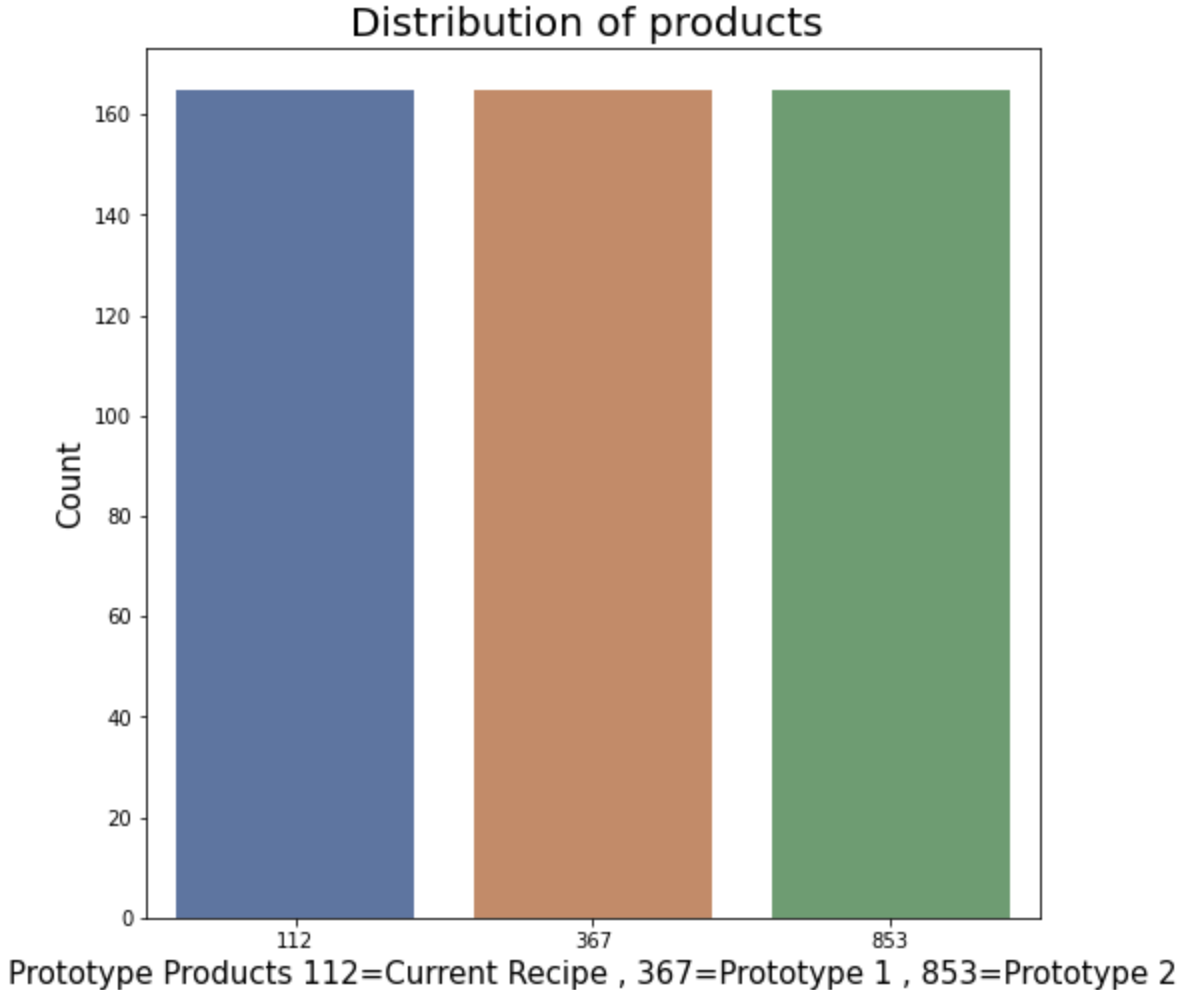 Distribution of products
160
140
120
100
80
60
40
20
0
Count
112 367 853
Prototype Products 112=Current Recipe , 367=Prototype 1 , 853=Prototype 2